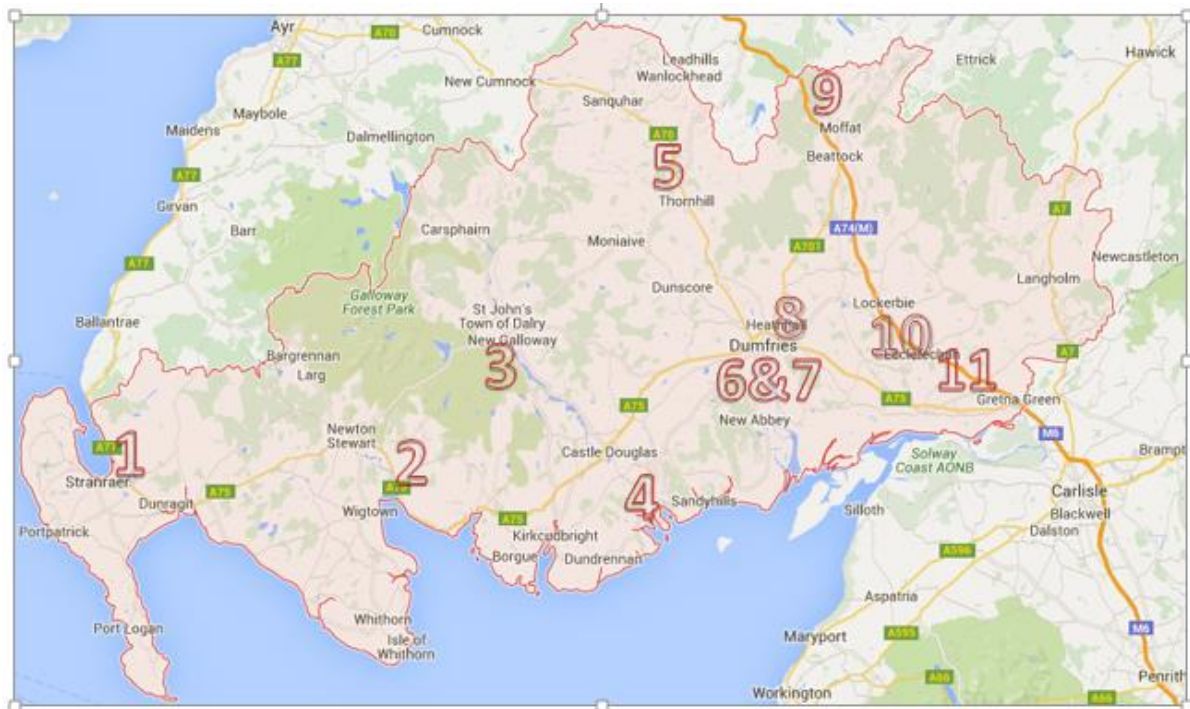 Ayr
Cumnock
A70
A77
Leadhills
Wanlockhead
Ettrick
Hawick
New Cumnock
Sanquhar
9
Maybole
Maidens
Dalmellington
A76
Moffat
Beattock
5
A77
Girvan
Thornhill
A7
Barr
Carsphairn
Moniaive
A74(M)
A701
A77
Newcastleton
Langholm
Galloway
Forest Park
Dunscore
St John's
Town of Dalry
New Galloway
8
Lockerbie
Ballantrae
Dumfries
10
Bargrennan
Larg
3
6&7
11
A7
A75
A75
Gretna Green
New Abbey
Newton
Stewart
1
2
Castle Douglas
M6
Solway
Coast AONB
Brampt
Stranraer
A75
4
Sandyhills
Carlisle
Dunragit
Wigtown
A75
Silloth
Blackwell
Dalston
Portpatrick
Kirkcudbright
Borgue
Dundrennan
A596
Aspatria
Whithorn
Port Logan
Isle of
Whithorn
Maryport
A595
M6
A66
Penrith
Workington
A66